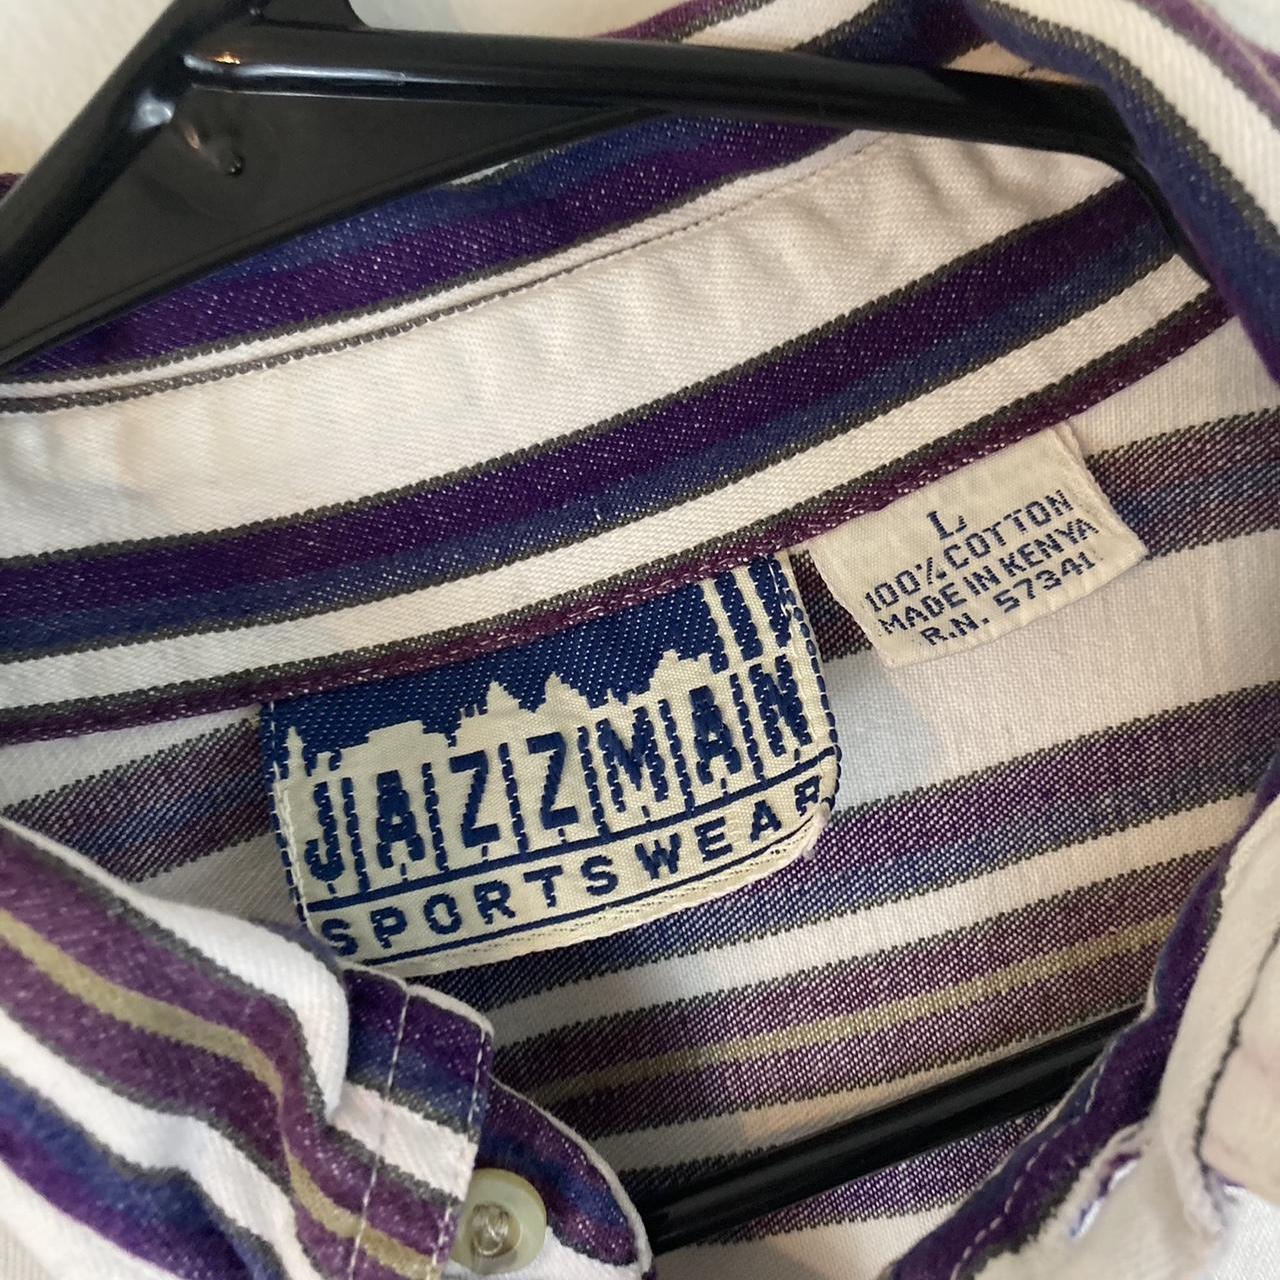 JAZZMAN
SPORTSWEAR
L
100% COTTON
MADE IN KENYA
R.N. 57341